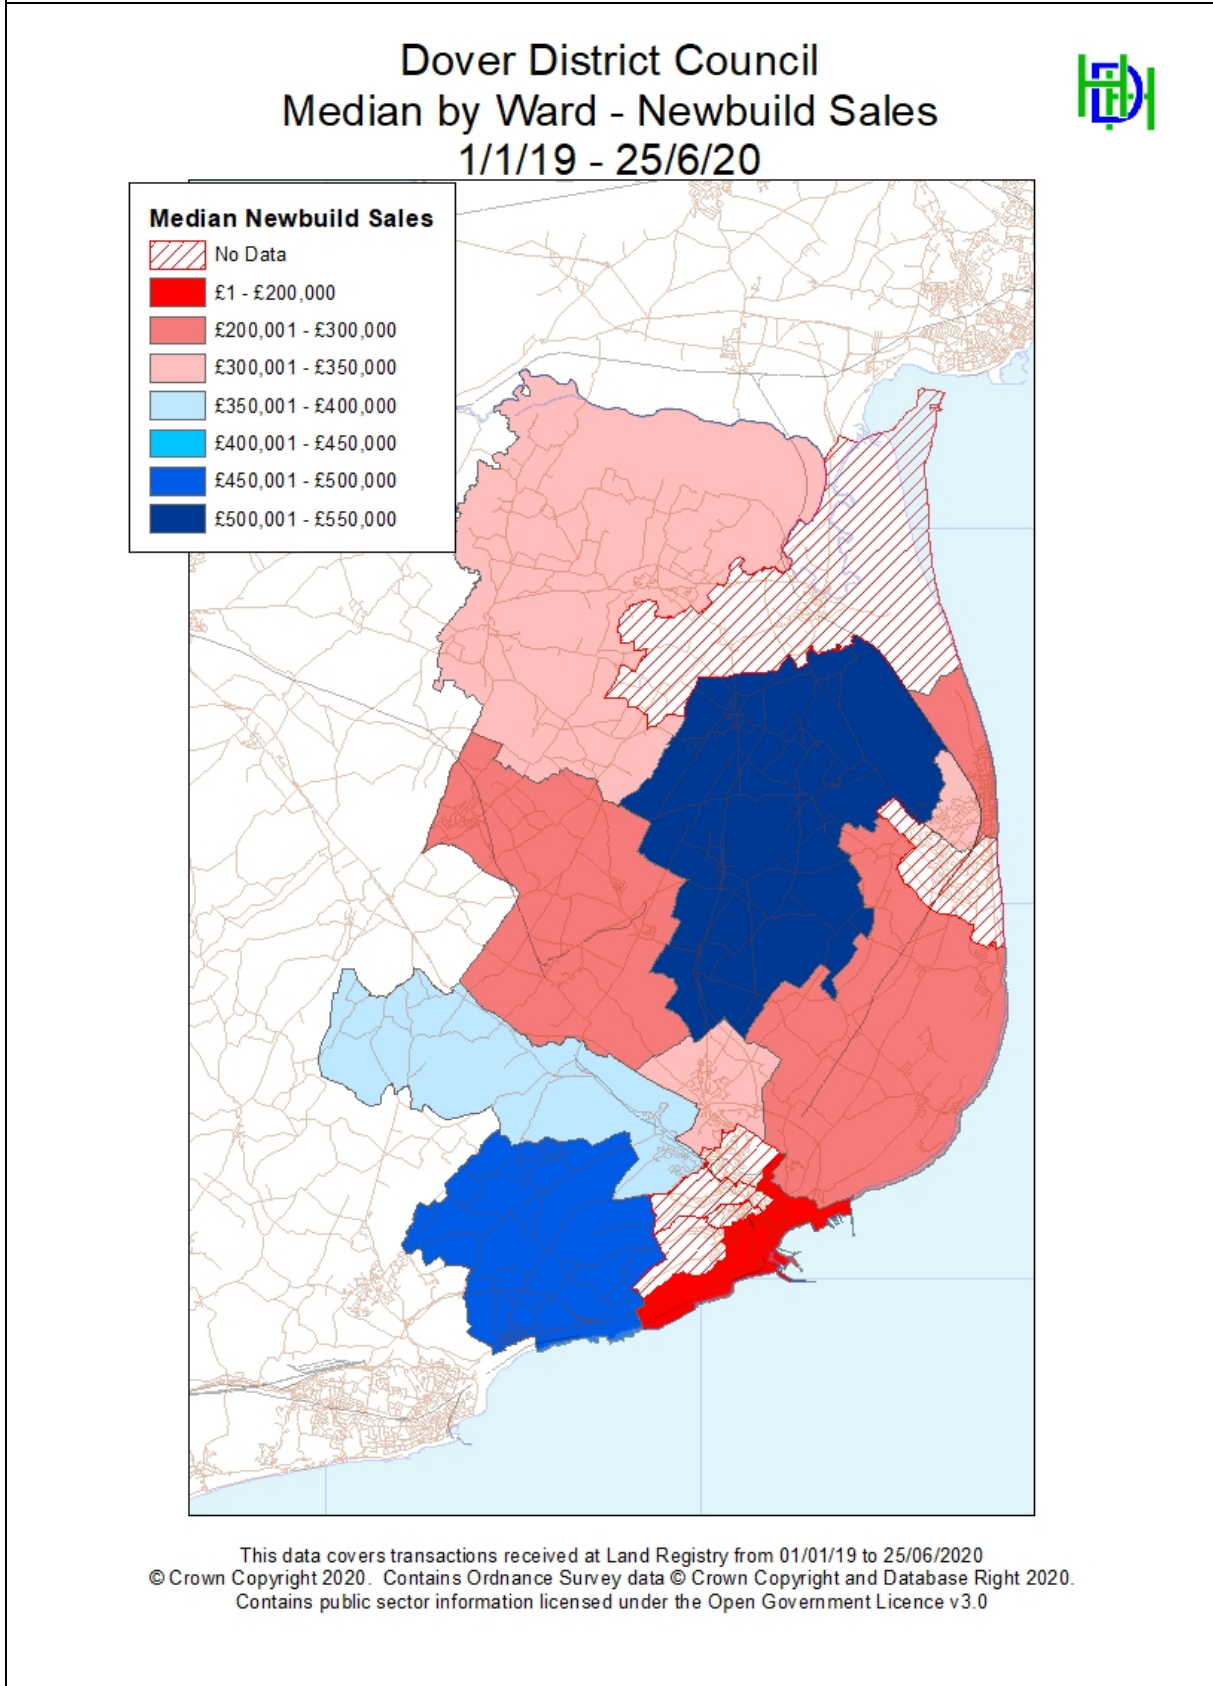 Dover District Council
Median by Ward - Newbuild Sales
1/1/19 - 25/6/20
HDH
Median Newbuild Sales
No Data
£1 - £200,000
£200,001 - £300,000
£300,001 - £350,000
£350,001 - £400,000
£400,001 - £450,000
£450,001 - £500,000
£500,001 - £550,000
This data covers transactions received at Land Registry from 01/01/19 to 25/06/2020
© Crown Copyright 2020. Contains Ordnance Survey data © Crown Copyright and Database Right 2020.
Contains public sector information licensed under the Open Government Licence v3.0